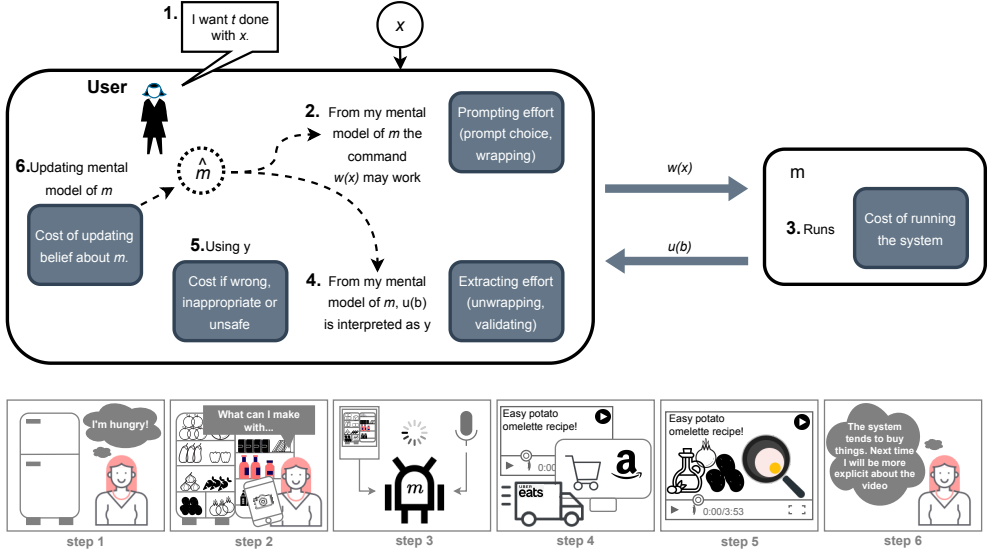 1.
I want t done
with x.
x
User
2. From my mental
model of m the
command
w(x) may work
Prompting effort
(prompt choice,
wrapping)
^
m
6. Updating mental
model of m
Cost of updating
belief about m.
5. Using y
Cost if wrong,
inappropriate or
unsafe
4. From my mental
model of m, u(b)
is interpreted as y
Extracting effort
(unwrapping,
validating)
w(x)
u(b)
m
3. Runs
Cost of running
the system
I'm hungry!
step 1
What can I make
with...
step 2
m
step 3
Easy potato
omelette recipe!
0:00
a
UBER
eats
step 4
Easy potato
omelette recipe!
0:00/3:53
step 5
The
system
tends to buy
things. Next time
I will be more
explicit about the
video
step 6